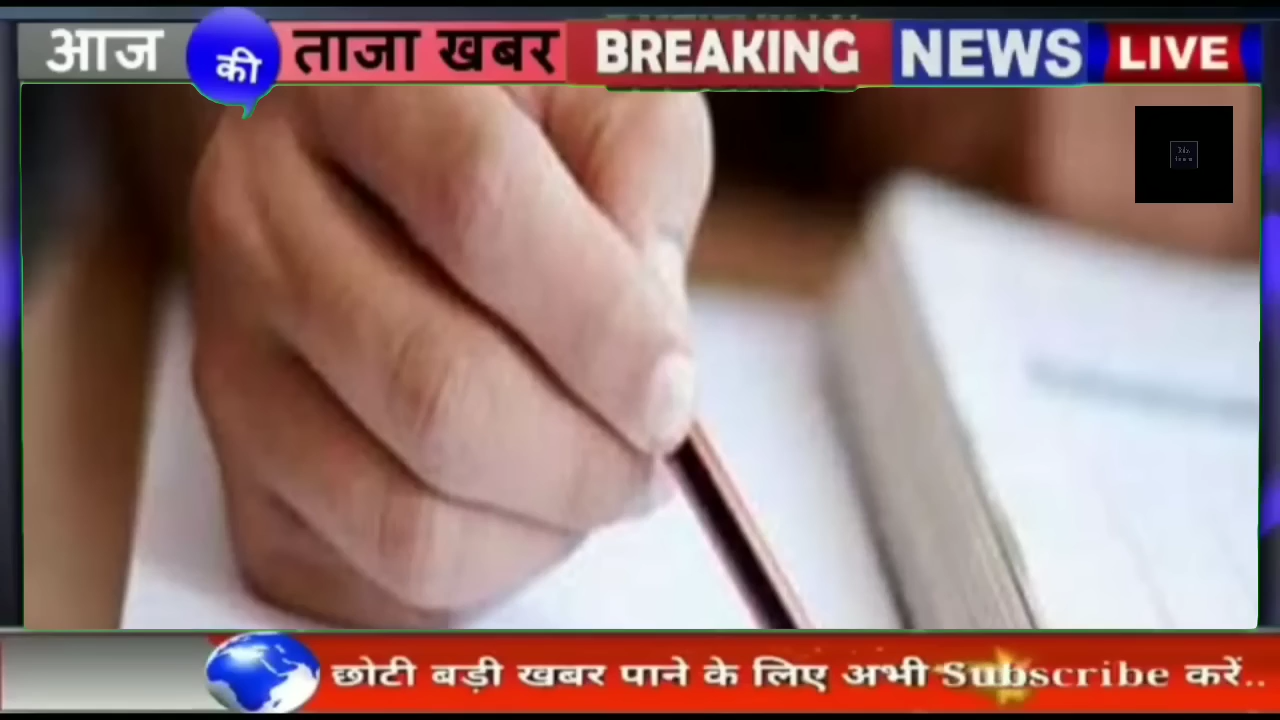 आज की ताजा खबर BREAKING NEWS LIVE
छोटी बड़ी खबर पाने के लिए अभी Subscribe करें..